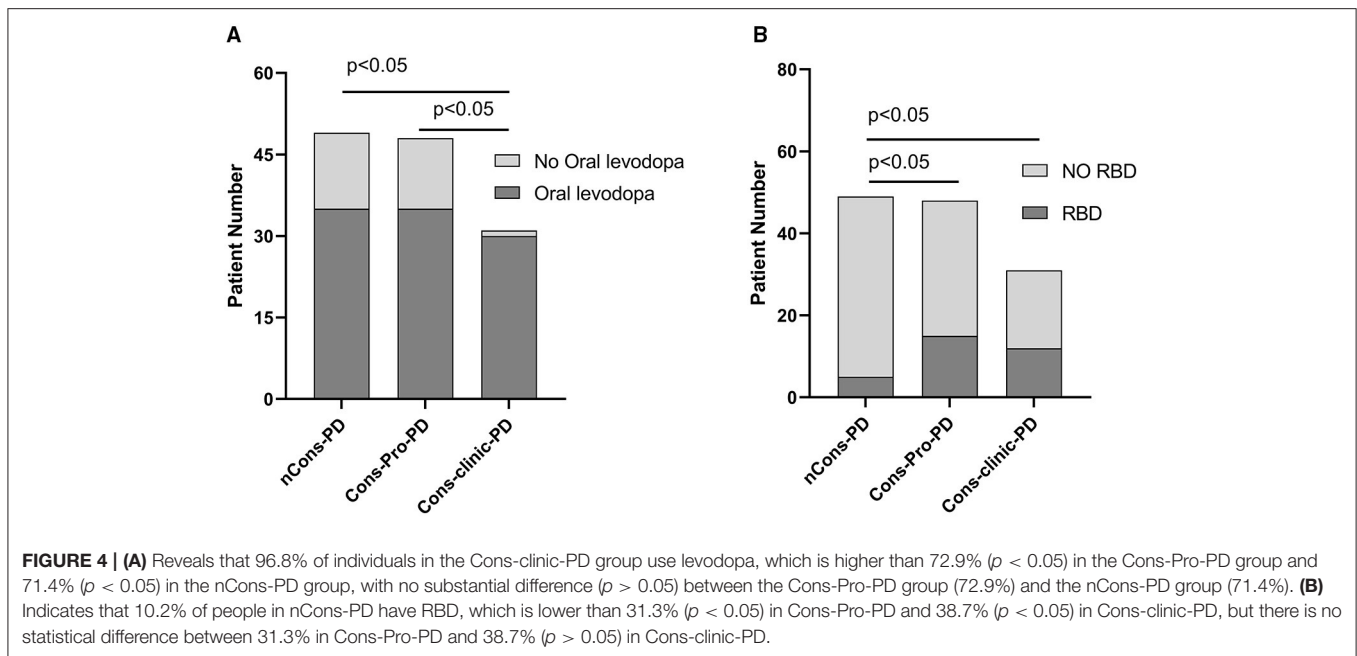 A
p<0.05
p<0.05
60
45
30
15
0
Patient Number
No Oral levodopa
Oral levodopa
nCons-PD
Cons-Pro-PD
Cons-clinic-PD
B
p<0.05
p<0.05
80
60
40
20
0
Patient Number
NO RBD
RBD
nCons-PD
Cons-Pro-PD
Cons-clinic-PD
FIGURE 4 | (A) Reveals that 96.8% of individuals in the Cons-clinic-PD group use levodopa, which is higher than 72.9% (p < 0.05) in the Cons-Pro-PD group and
71.4% (p < 0.05) in the nCons-PD group, with no substantial difference (p > 0.05) between the Cons-Pro-PD group (72.9%) and the nCons-PD group (71.4%). (B)
Indicates that 10.2% of people in nCons-PD have RBD, which is lower than 31.3% (p < 0.05) in Cons-Pro-PD and 38.7% (p < 0.05) in Cons-clinic-PD, but there is no
statistical difference between 31.3% in Cons-Pro-PD and 38.7% (p > 0.05) in Cons-clinic-PD.